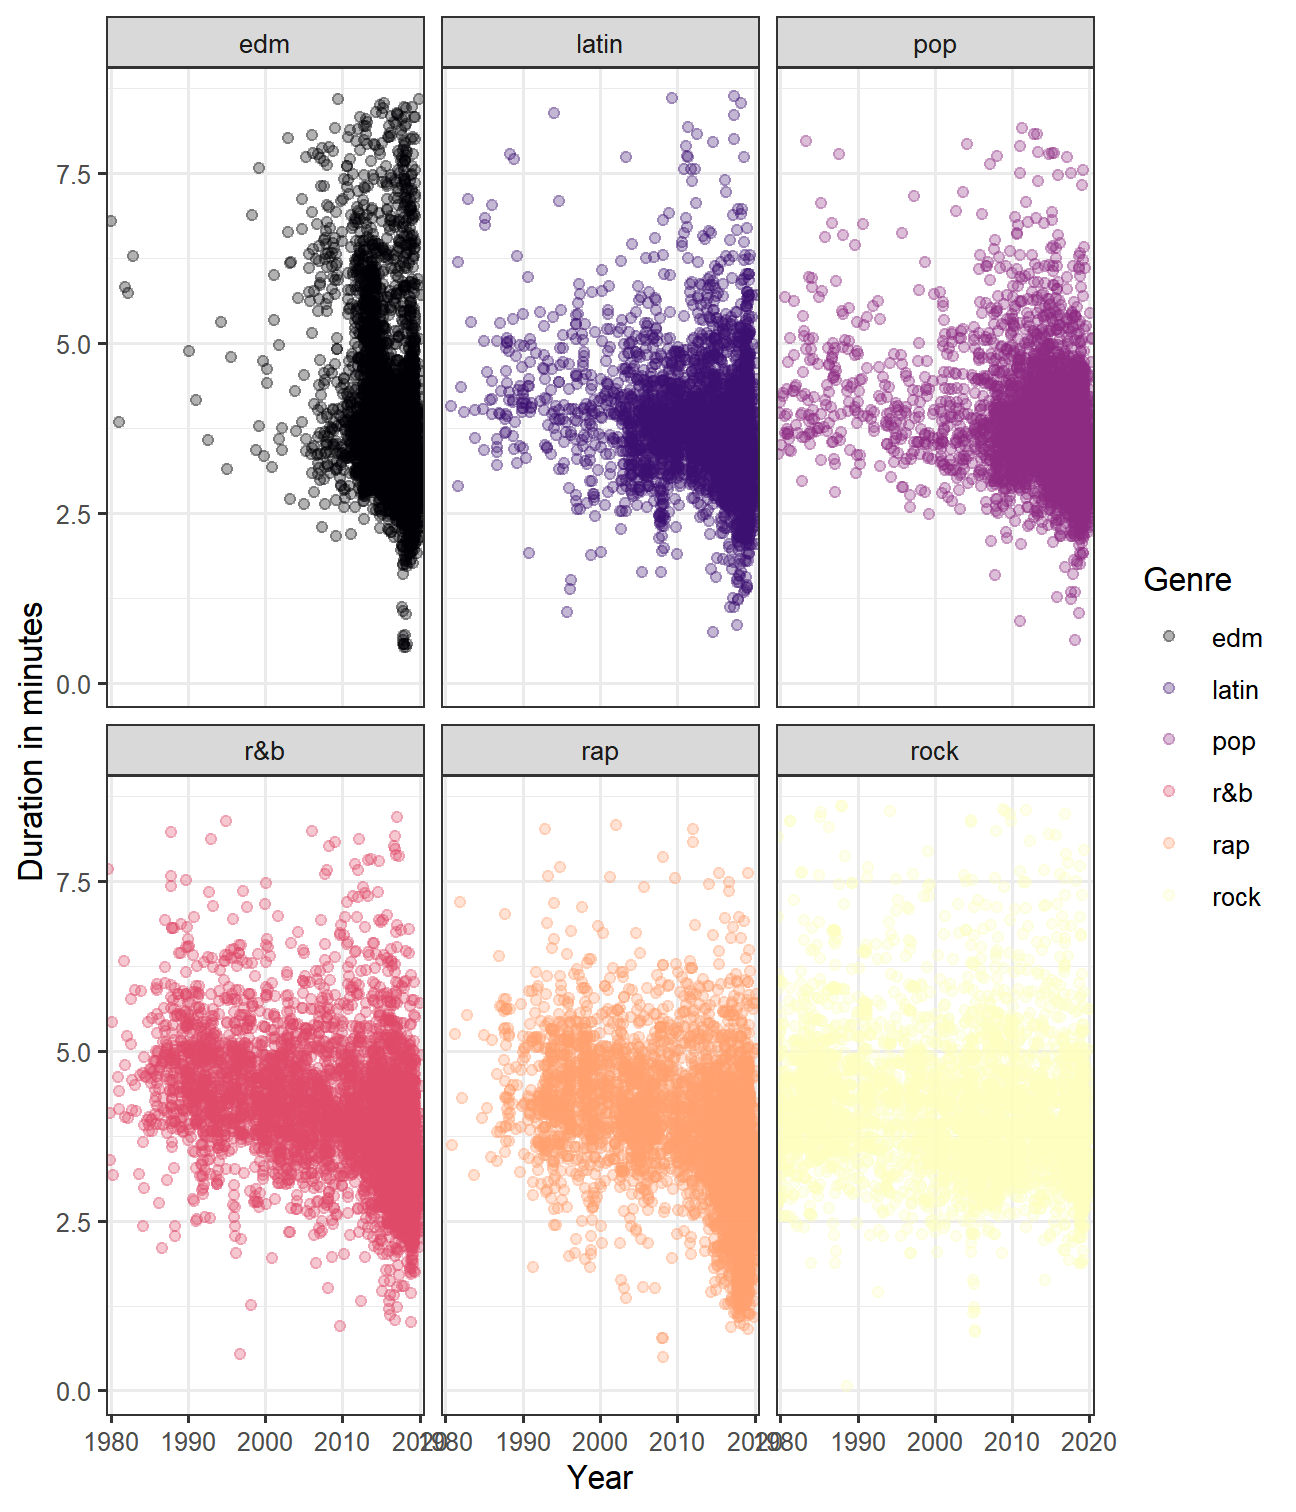 edm latin pop
7.5
5.0
2.5
0.0
r&b rap rock
7.5
5.0
2.5
0.0
1980 1990 2000 2010 2020 1980 1990 2000 2010 2020 1980 1990 2000 2010 2020
Year
Duration in minutes
Genre
edm
latin
pop
r&b
rap
rock